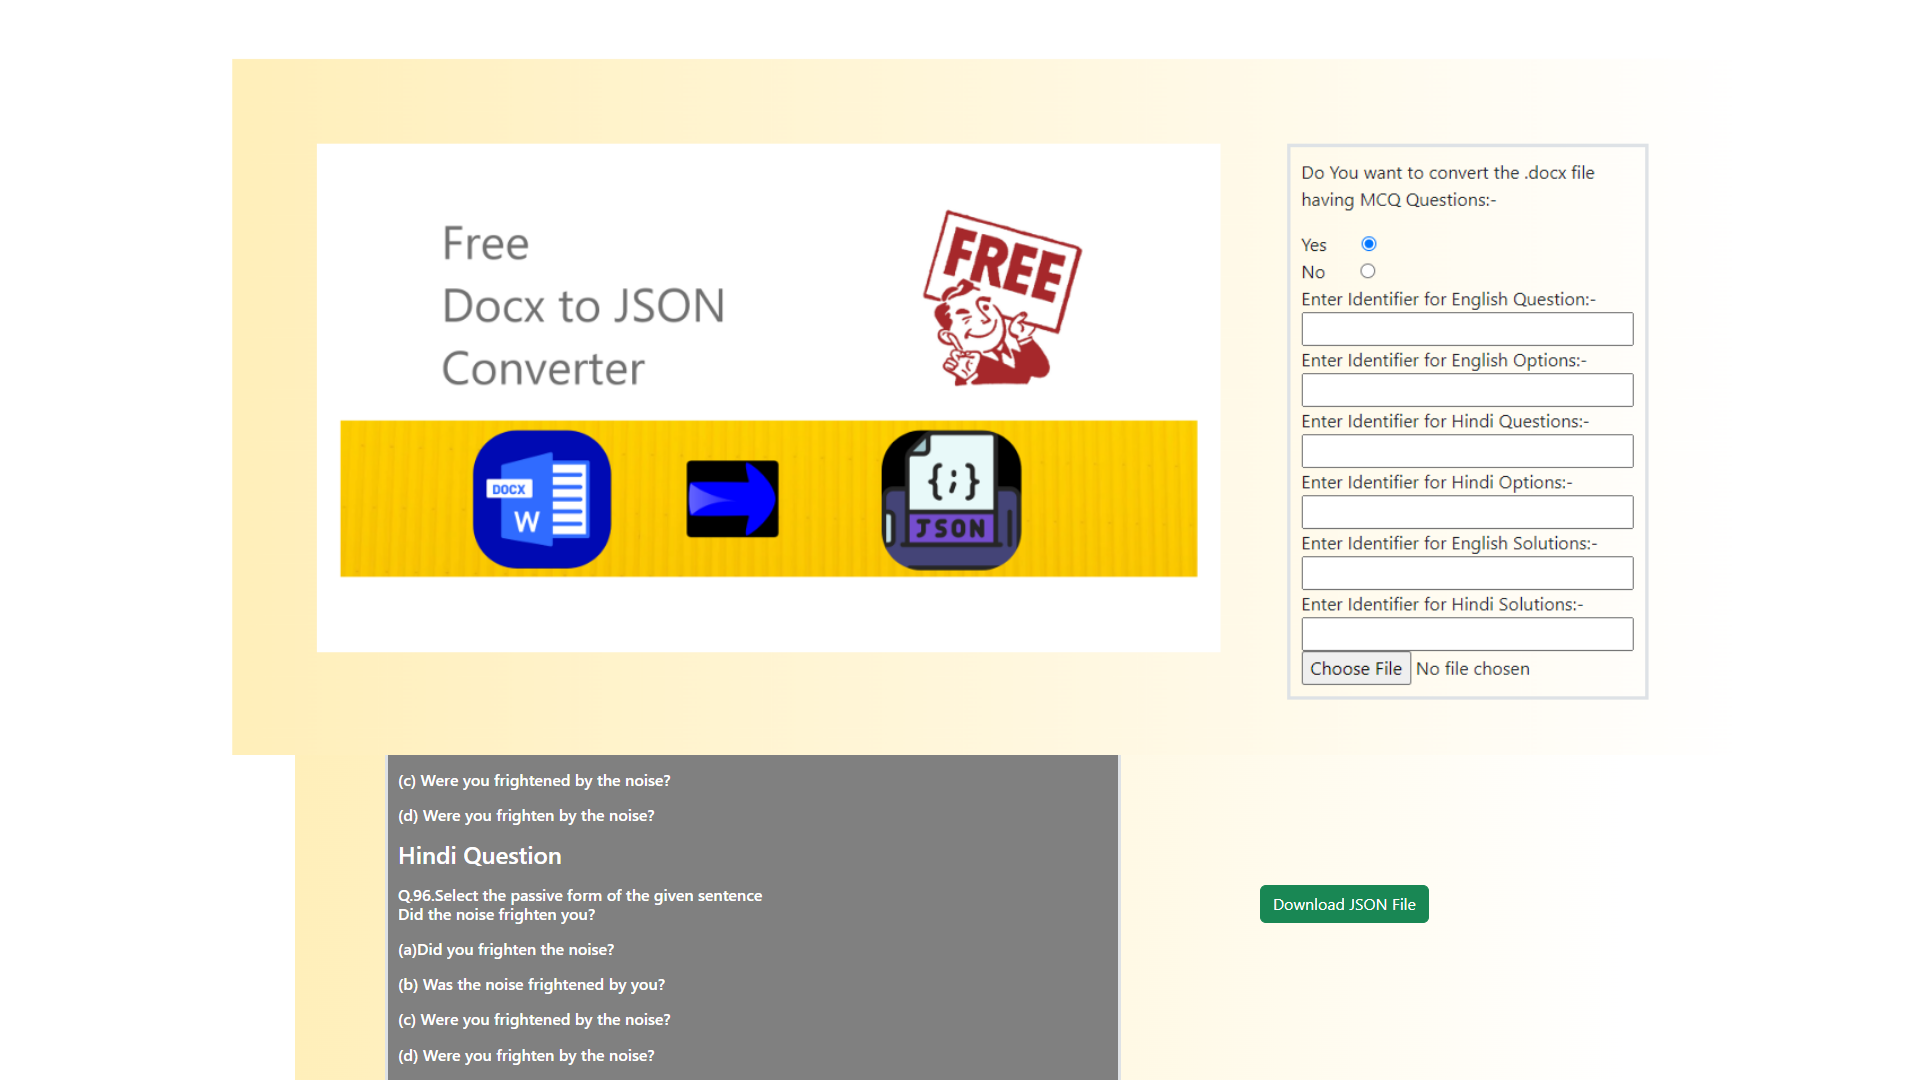 Free
Docx to JSON
Converter
FREE
DOCX
W
{;}
JSON
Do You want to convert the .docx file
having MCQ Questions:-
Yes
No
Enter Identifier for English Question:-
Enter Identifier for English Options:-
Enter Identifier for Hindi Questions:-
Enter Identifier for Hindi Options:-
Enter Identifier for English Solutions:-
Enter Identifier for Hindi Solutions:-
Choose File No file chosen
(c) Were you frightened by the noise?
(d) Were you frighten by the noise?
Hindi Question
Q.96.Select the passive form of the given sentence
Did the noise frighten you?
(a)Did you frighten the noise?
(b) Was the noise frightened by you?
(c) Were you frightened by the noise?
(d) Were you frighten by the noise?
Download JSON File